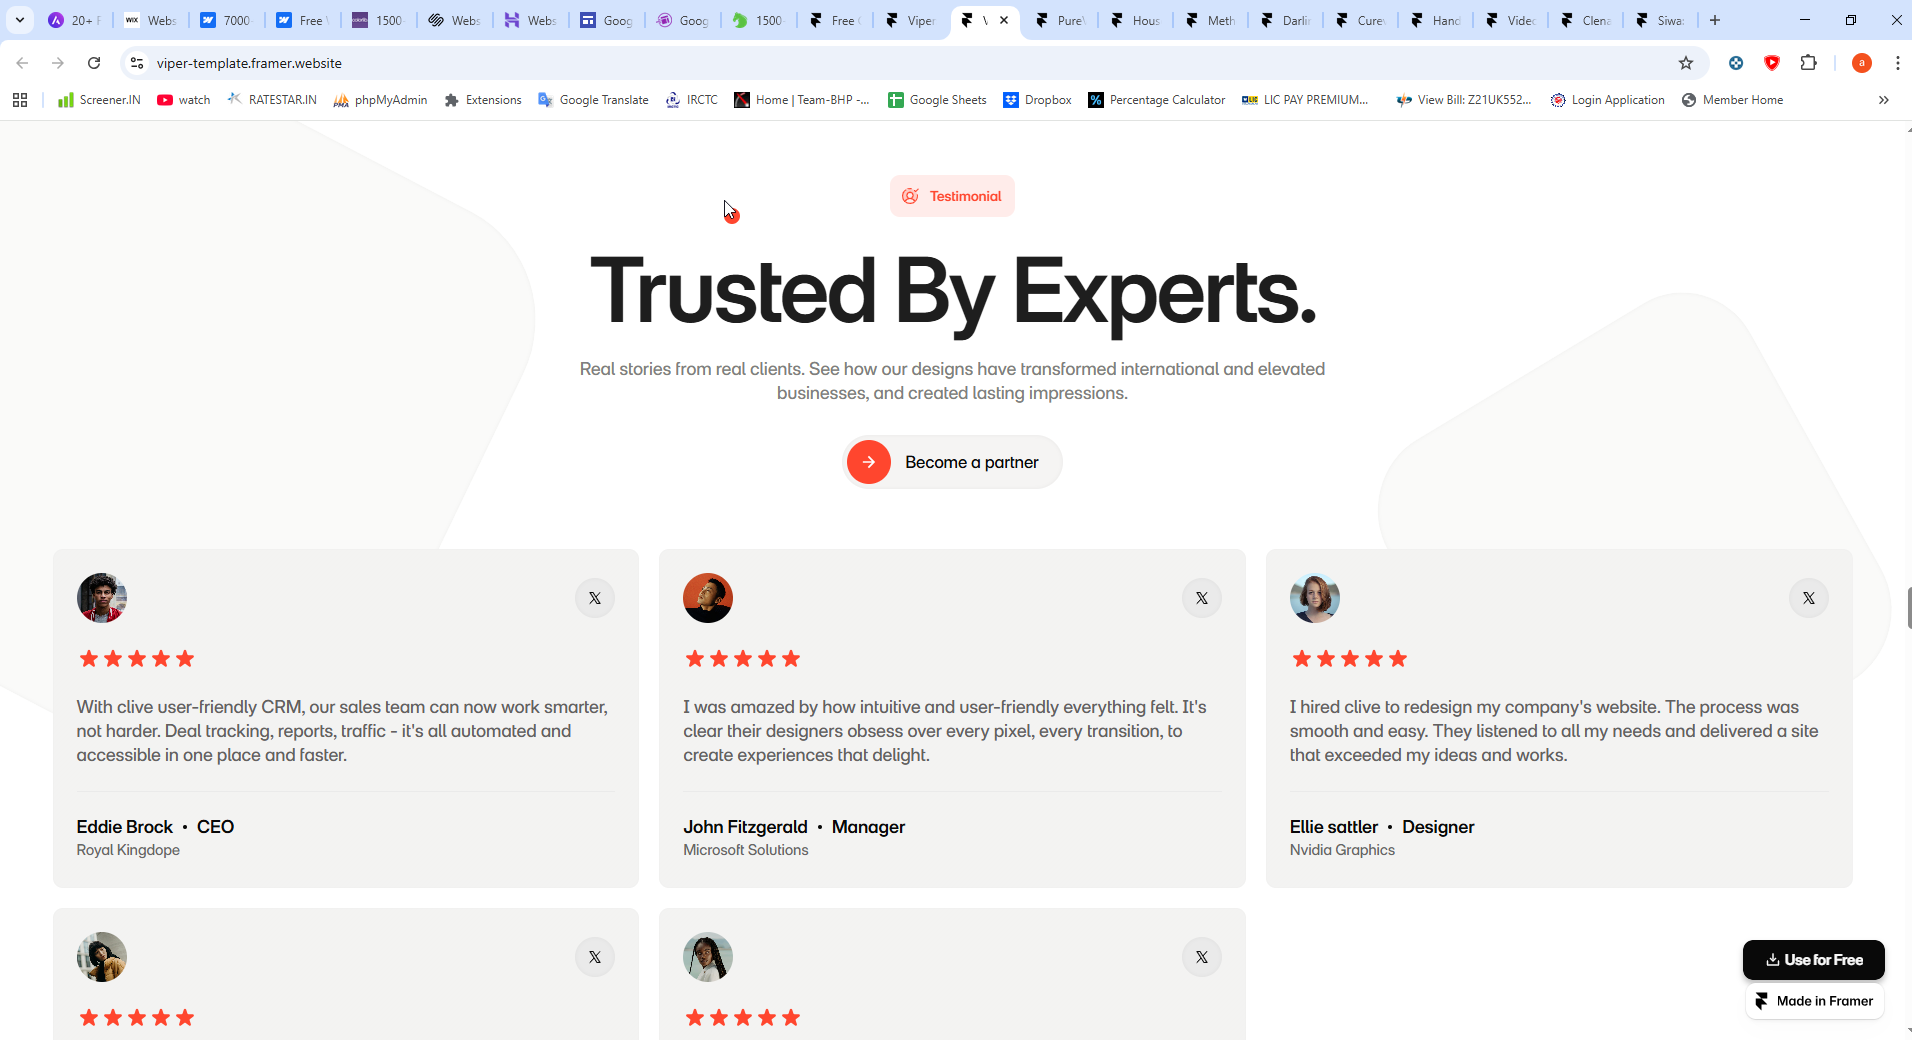 20+ F
WIX Webs
7000
Free
1500
Webs
Webs
Goog
Goog
1500
Free
Viper
PureV
Hous
Meth
Darlin
Curev
Hand
Video
Clena
Siwa
viper-template.framer.website
a
Screener.IN
watch
RATESTAR.IN
phpMyAdmin
Extensions
Google Translate
IRCTC
Home | Team-BHP -...
Google Sheets
Dropbox
Percentage Calculator
LIC PAY PREMIUM...
View Bill: Z21UK552...
Login Application
Member Home
Testimonial
Trusted By Experts.
Real stories from real clients. See how our designs have transformed international and elevated
businesses, and created lasting impressions.
Become a partner
With clive user-friendly CRM, our sales team can now work smarter,
not harder. Deal tracking, reports, traffic - it's all automated and
accessible in one place and faster.
Eddie Brock • CEO
Royal Kingdope
I was amazed by how intuitive and user-friendly everything felt. It's
clear their designers obsess over every pixel, every transition, to
create experiences that delight.
John Fitzgerald • Manager
Microsoft Solutions
I hired clive to redesign my company's website. The process was
smooth and easy. They listened to all my needs and delivered a site
that exceeded my ideas and works.
Ellie sattler • Designer
Nvidia Graphics
Use for Free
Made in Framer